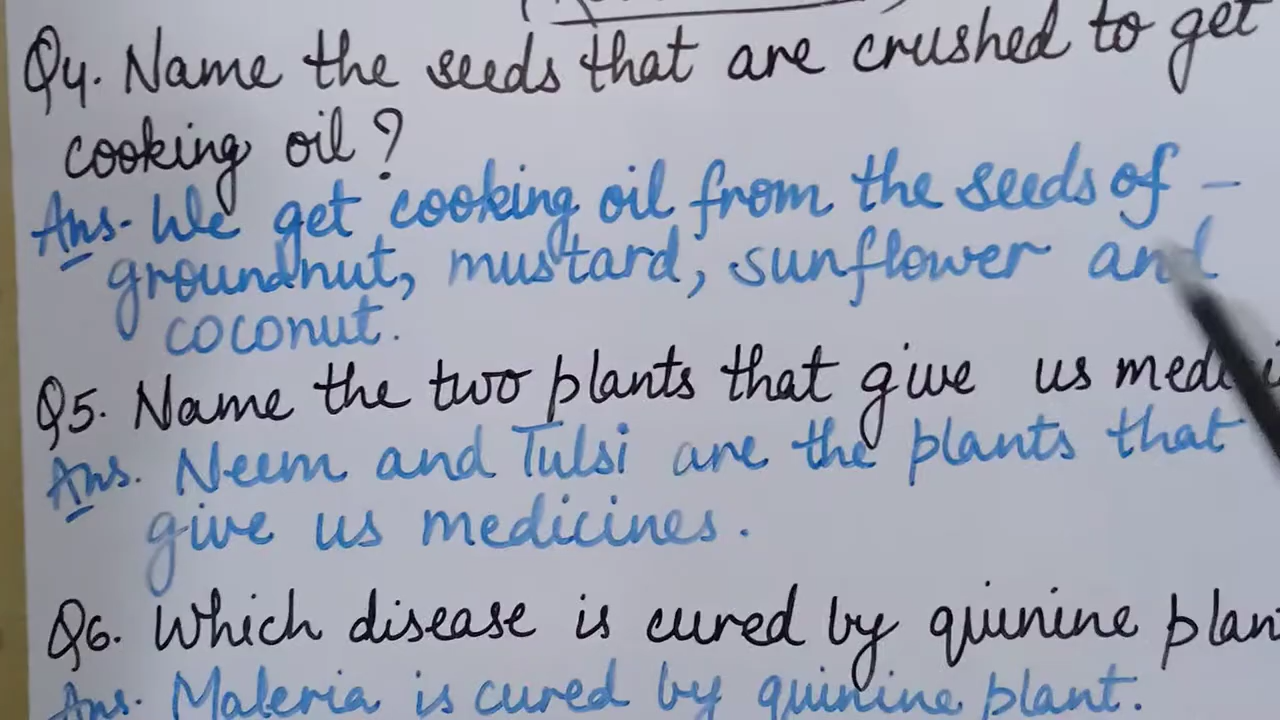 Q4. Name the seeds that are crushed to get
cooking oil?
Ans. We get cooking oil from the seeds of –
groundnut, mustard, sunflower and
coconut.
Q5. Name the two plants that give us
Ans. Neem and Tulsi are the plants that
give us medicines.
Q6. Which disease is cured by quinine plan
Ans. Maleria is cured by quinine plant.